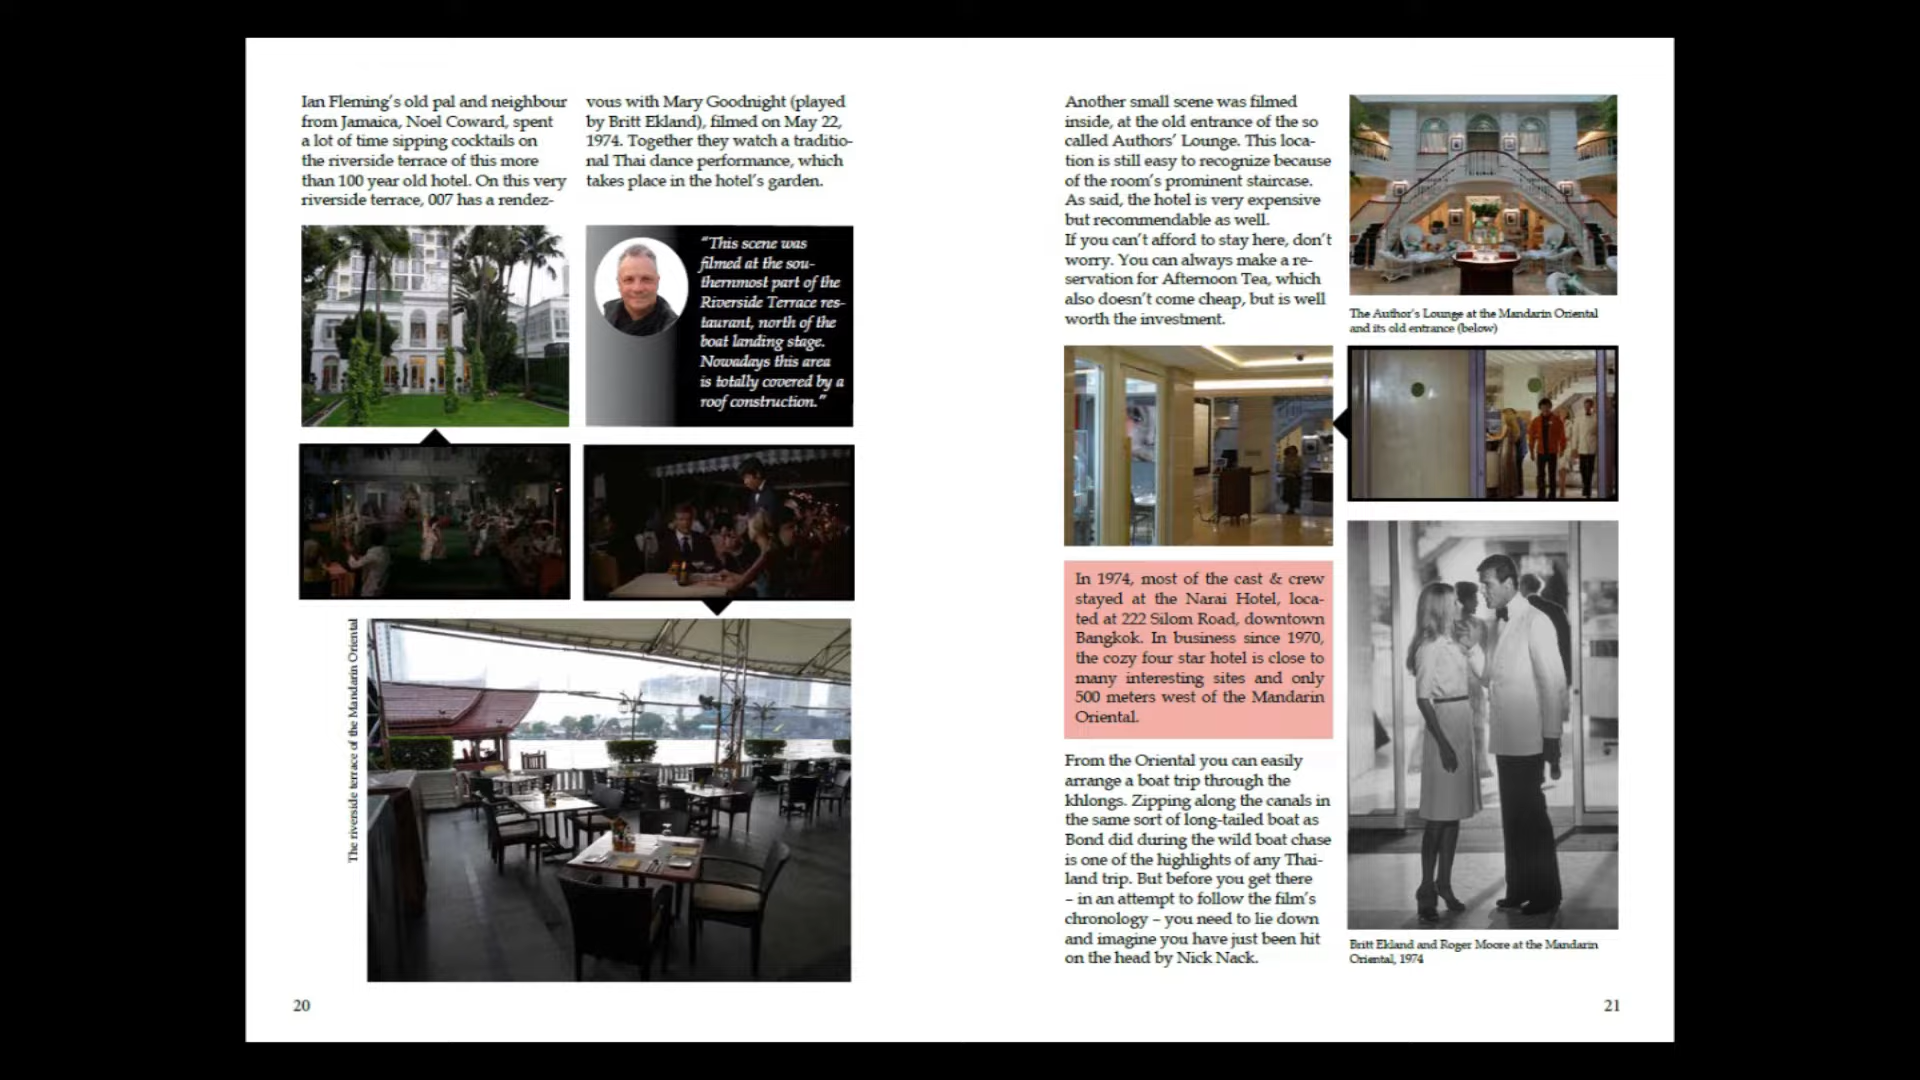 Ian Fleming's old pal and neighbour
from Jamaica, Noel Coward, spent
a lot of time sipping cocktails on
the riverside terrace of this more
than 100 year old hotel. On this very
riverside terrace, 007 has a rendez-
vous with Mary Goodnight (played
by Britt Ekland), filmed on May 22,
1974. Together they watch a traditio-
nal Thai dance performance, which
takes place in the hotel's garden.
"This scene was
filmed at the sou-
thernmost part of the
Riverside Terrace res-
taurant, north of the
boat landing stage.
Nowadays this area
is totally covered by a
roof construction."
The riverside terrace of the Mandarin Oriental
20
Another small scene was filmed
inside, at the old entrance of the so
called Authors' Lounge. This loca-
tion is still easy to recognize because
of the room's prominent staircase.
As said, the hotel is very expensive
but recommendable as well.
If you can't afford to stay here, don't
worry. You can always make a re-
servation for Afternoon Tea, which
also doesn't come cheap, but is well
worth the investment.
The Author's Lounge at the Mandarin Oriental
and its old entrance (below)
In 1974, most of the cast & crew
stayed at the Narai Hotel, loca-
ted at 222 Silom Road, downtown
Bangkok. In business since 1970,
the cozy four star hotel is close to
many interesting sites and only
500 meters west of the Mandarin
Oriental.
From the Oriental you can easily
arrange a boat trip through the
khlongs. Zipping along the canals in
the same sort of long-tailed boat as
Bond did during the wild boat chase
is one of the highlights of any Thai-
land trip. But before you get there
– in an attempt to follow the film's
chronology – you need to lie down
and imagine you have just been hit
on the head by Nick Nack.
Britt Ekland and Roger Moore at the Mandarin
Oriental, 1974
21